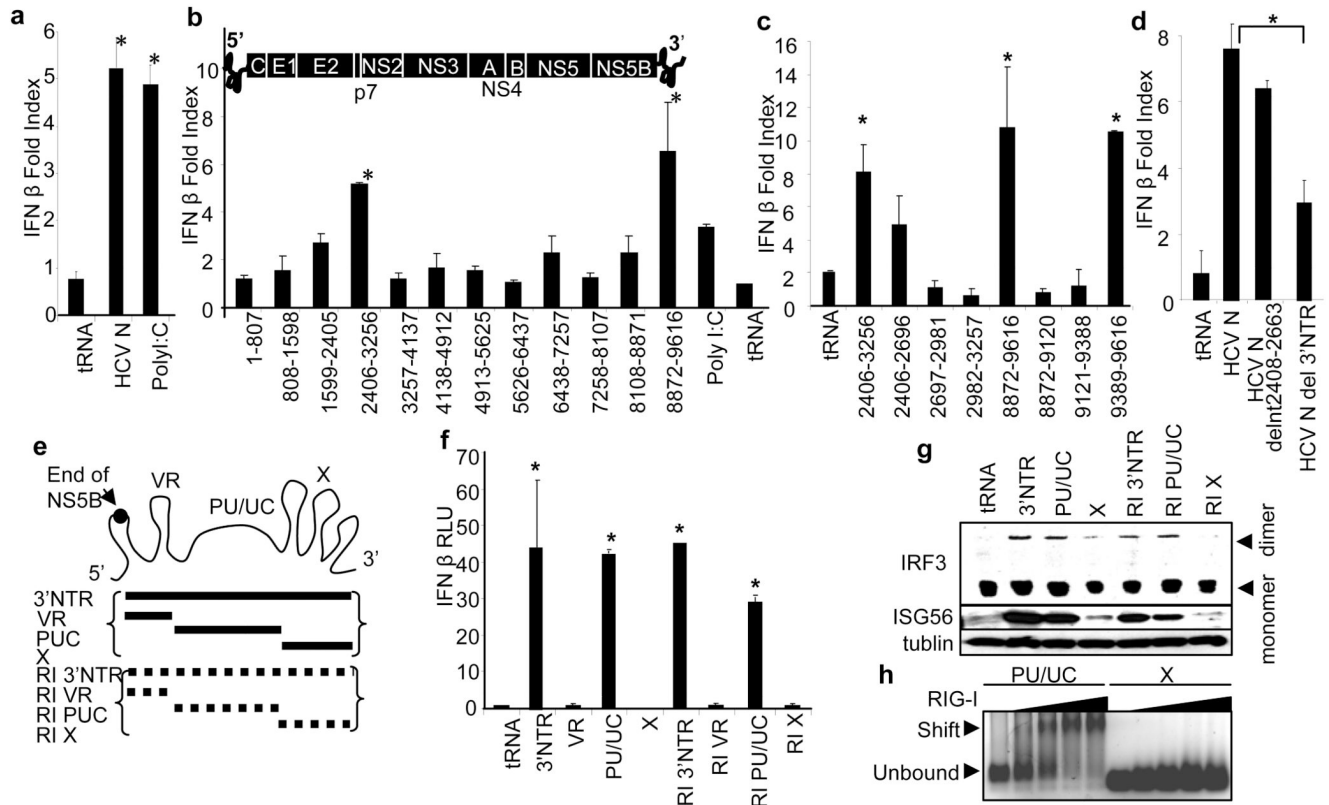 a
IFN β Fold Index
6
5
4
3
2
1
0
*
*
tRNA
HCV N
PolyI:C
b
IFN β Fold Index
10
8
6
4
2
0
5'
C
E1
E2
NS2
NS3
A
B
NS5
NS5B
3'
p7
NS4
*
*
1-807
808-1598
1599-2405
2406-3256
3257-4137
4138-4912
4913-5625
5626-6437
6438-7257
7258-8107
8108-8871
8872-9616
Poly I:C
tRNA
c
IFN β Fold Index
16
14
12
10
8
6
4
2
0
*
*
*
tRNA
2406-3256
2406-2696
2697-2981
2982-3257
8872-9616
8872-9120
9121-9388
9389-9616
d
IFN β Fold Index
8
6
4
2
0
*
tRNA
HCV N
HCV N
delnt2408-2663
HCV N del 3'NTR
e
End of
NS5B
VR
PU/UC
X
5'
3'
3'NTR
VR
PUC
X
RI 3'NTR
RI VR
RI PUC
RI X
f
IFN β RLU
70
60
50
40
30
20
10
0
*
*
*
*
tRNA
3'NTR
VR
PU/UC
X
RI 3'NTR
RI VR
RI PU/UC
RI X
g
tRNA
3'NTR
PU/UC
X
RI 3'NTR
RI PU/UC
RI X
IRF3
dimer
monomer
ISG56
tublin
h
PU/UC
X
RIG-I
Shift
Unbound